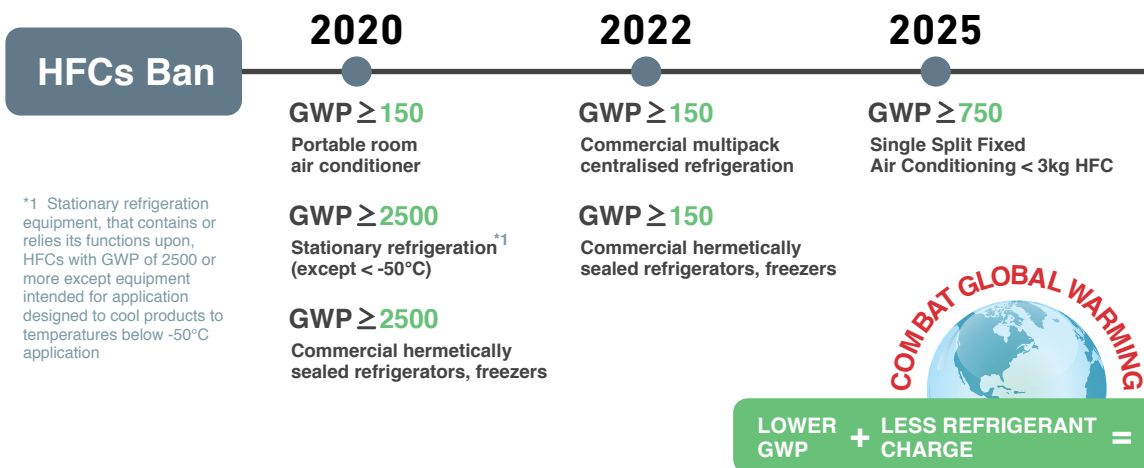 HFCs Ban
2020
GWP ≥150
Portable room
air conditioner
GWP ≥2500
Stationary refrigeration*1
(except < -50°C)
GWP ≥2500
Commercial hermetically
sealed refrigerators, freezers
2022
GWP ≥150
Commercial multipack
centralised refrigeration
GWP ≥150
Commercial hermetically
sealed refrigerators, freezers
2025
GWP ≥750
Single Split Fixed
Air Conditioning < 3kg HFC
*1 Stationary refrigeration
equipment, that contains or
relies its functions upon,
HFCs with GWP of 2500 or
more except equipment
intended for application
designed to cool products to
temperatures below -50°C
application
COMBAT GLOBAL WARMING
LOWER
GWP
+
LESS REFRIGERANT
CHARGE
=